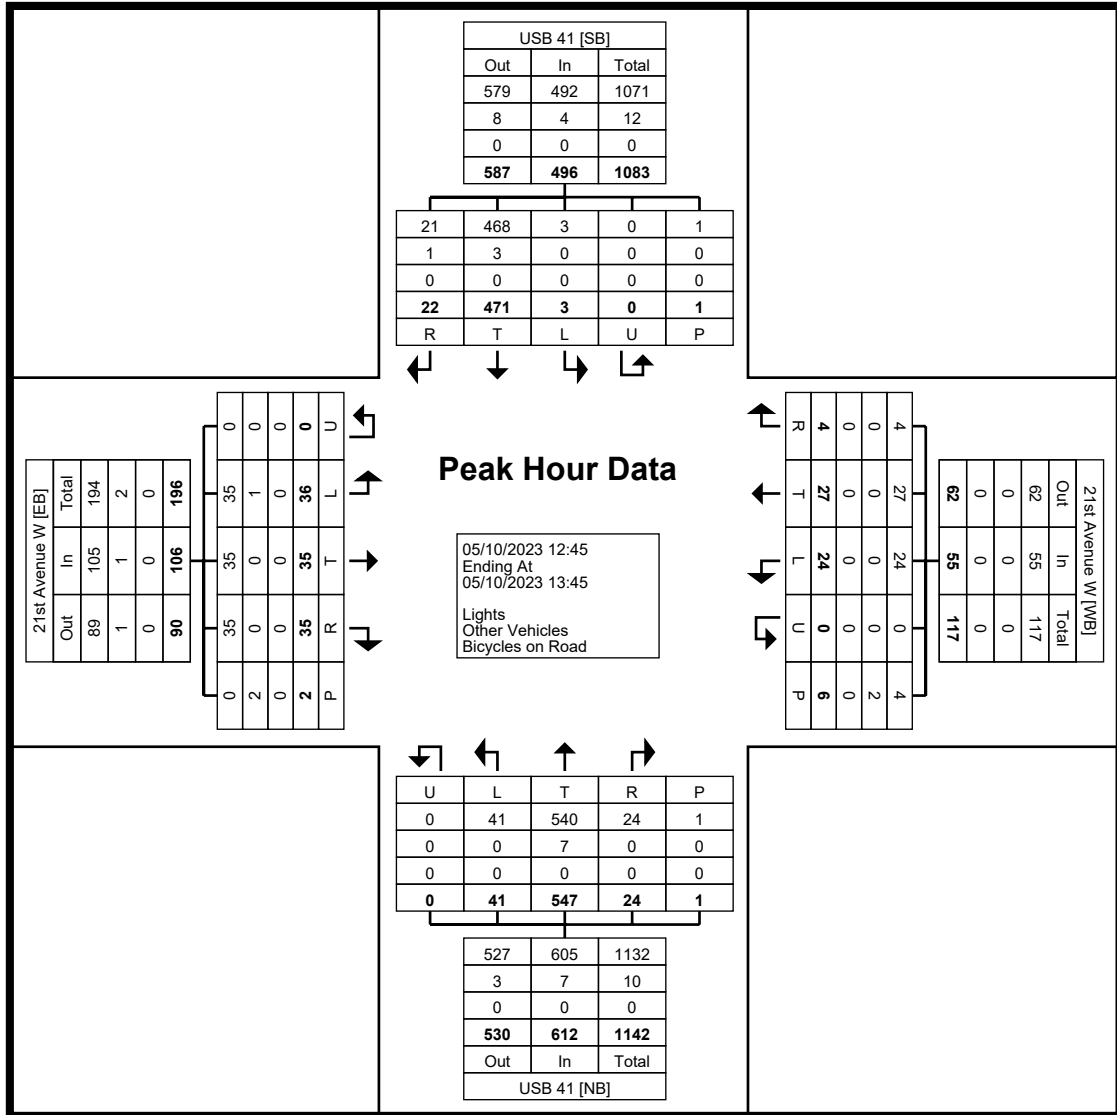 USB 41 [SB]
Out In Total
579 492 1071
8 4 12
0 0 0
587 496 1083
21 468 3 0 1
1 3 0 0 0
0 0 0 0 0
22 471 3 0 1
R T L U P
Peak Hour Data
05/10/2023 12:45
Ending At
05/10/2023 13:45
Lights
Other Vehicles
Bicycles on Road
21st Avenue W [EB]
Total In Out
194 105 89
2 1 1
0 0 0
196 106 90
0 35 35 35 0
0 1 0 0 2
0 0 0 0 0
0 36 35 35 2
U L T R P
21st Avenue W [WB]
Out In Total
62 55 117
0 0 0
0 0 0
62 55 117
4 27 24 0 4
0 0 0 0 2
0 0 0 0 0
4 27 24 0 6
R T L U P
U L T R P
0 41 540 24 1
0 0 7 0 0
0 0 0 0 0
0 41 547 24 1
527 605 1132
3 7 10
0 0 0
530 612 1142
Out In Total
USB 41 [NB]